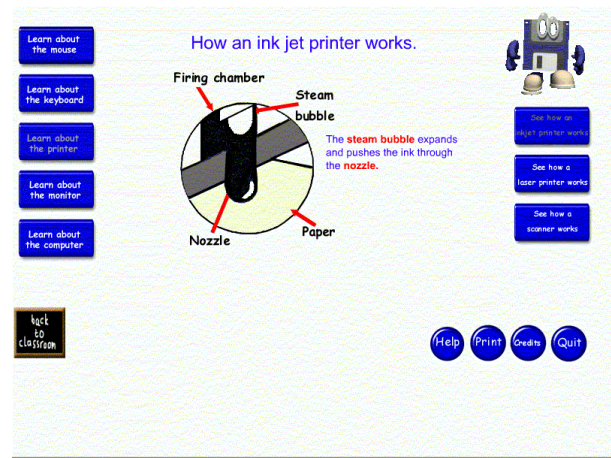 How an ink jet printer works.
Learn about
the mouse
Learn about
the keyboard
Learn about
the printer
Learn about
the monitor
Learn about
the computer
Firing chamber
Steam
bubble
The steam bubble expands
and pushes the ink through
the nozzle.
Nozzle
Paper
See how an
inkjet printer works
See how a
laser printer works
See how a
scanner works
back
to
classroom
Help
Print
Credits
Quit